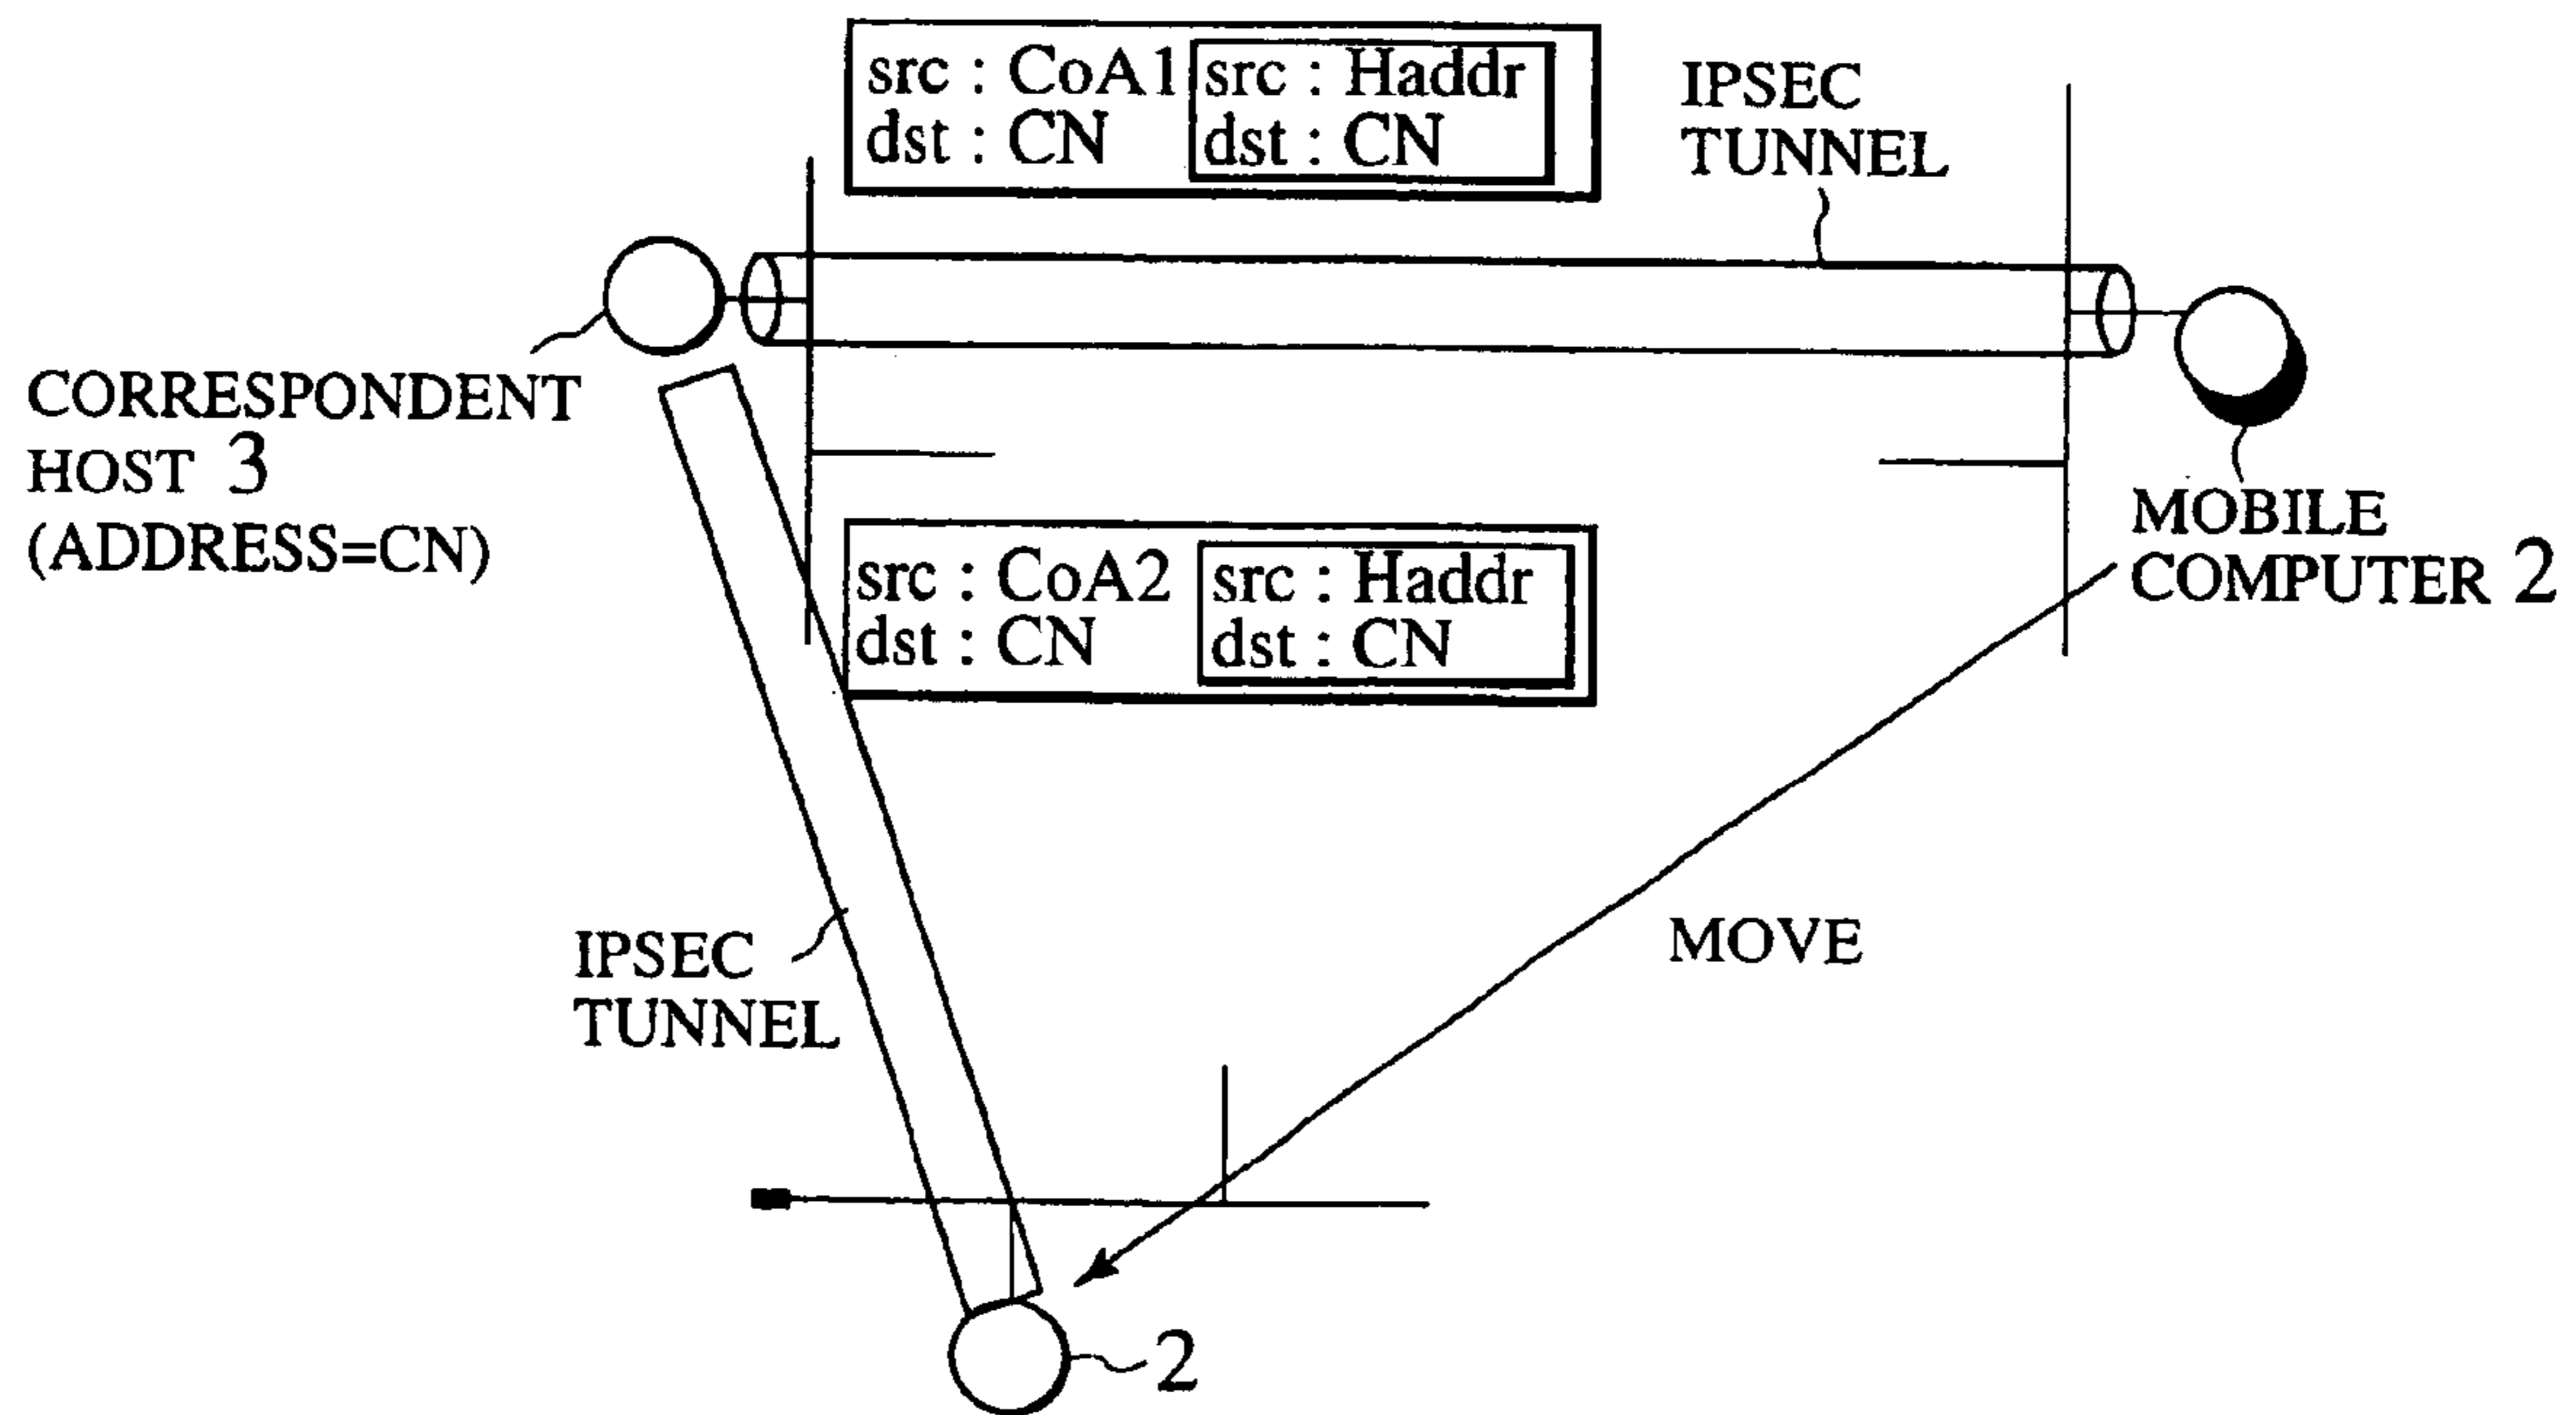 src : CoA1
dst : CN
src : Haddr
dst : CN
IPSEC
TUNNEL
CORRESPONDENT
HOST 3
(ADDRESS=CN)
MOBILE
COMPUTER 2
src : CoA2
dst : CN
src : Haddr
dst : CN
IPSEC
TUNNEL
MOVE
2